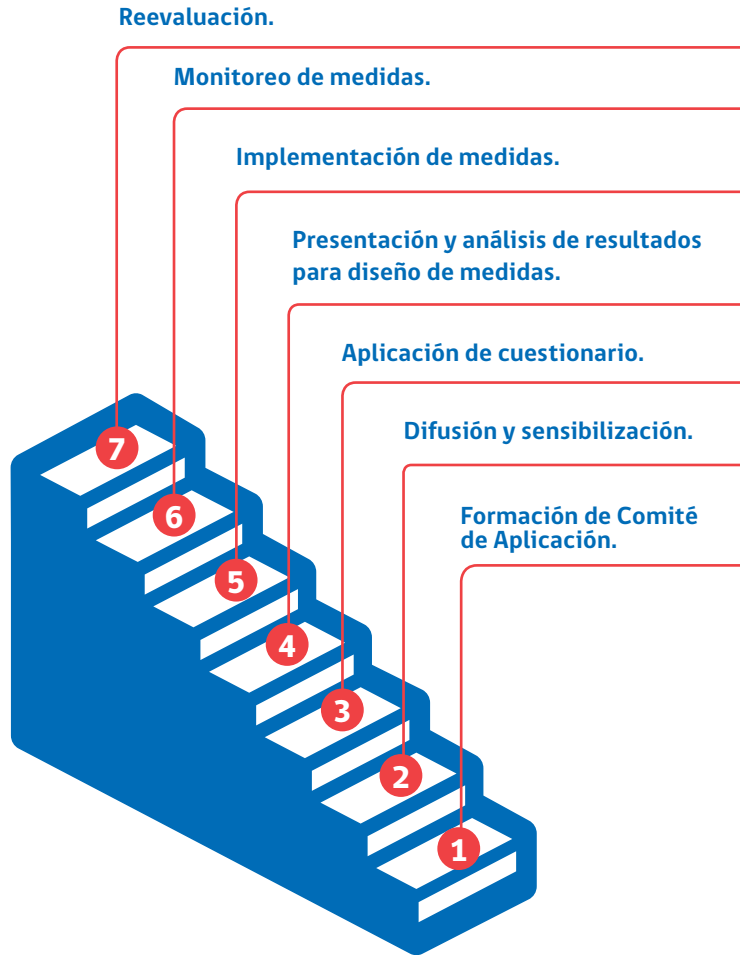 Reevaluación.
Monitoreo de medidas.
Implementación de medidas.
Presentación y análisis de resultados
para diseño de medidas.
Aplicación de cuestionario.
Difusión y sensibilización.
Formación de Comité
de Aplicación.
7
6
5
4
3
2
1